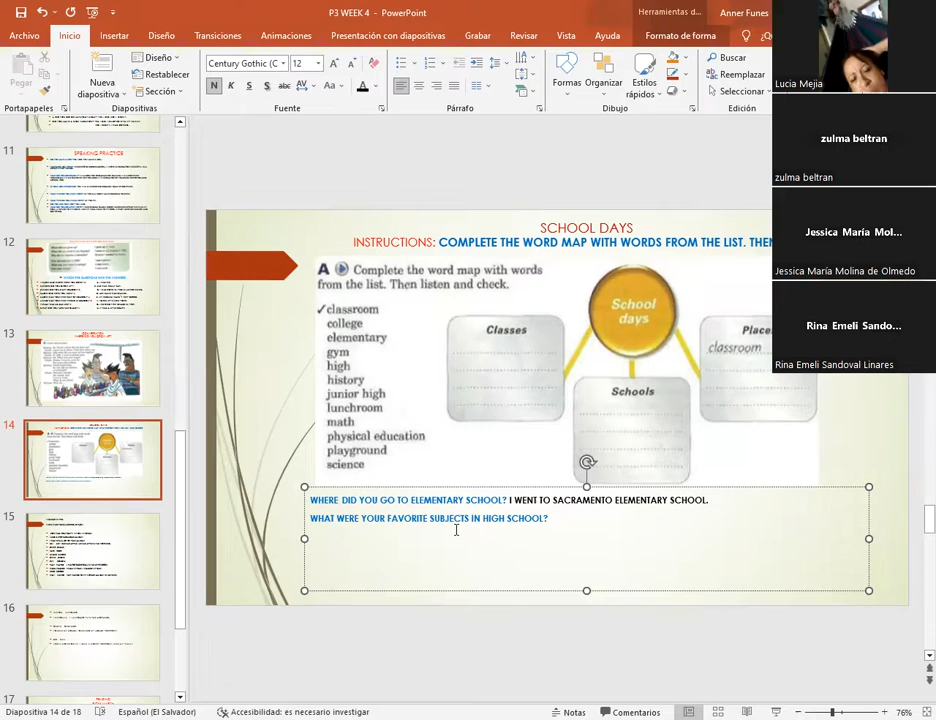 P3 WEEK 4 - PowerPoint
Herramientas d...
Anner Funes
Archivo Inicio Insertar Diseño Transiciones Animaciones Presentación con diapositivas Grabar Revisar Vista Ayuda Formato de forma
Pegar
Nueva diapositiva
Diseño
Restablecer
Sección
Century Gothic (C 12
N K S S abc AV Aa A
Formas Organizar Estilos rápidos
Buscar
Reemplazar
Seleccionar
Portapapeles Diapositivas Fuente Párrafo Dibujo Edición
Lucia Mejia
zulma beltran
zulma beltran
Jessica María Mol...
Jessica María Molina de Olmedo
Rina Emeli Sando...
Rina Emeli Sandoval Linares
11
SPEAKING PRACTICE
12
13
14
15
16
17
SCHOOL DAYS
INSTRUCTIONS: COMPLETE THE WORD MAP WITH WORDS FROM THE LIST. THEN
A Complete the word map with words
from the list. Then listen and check.
✓classroom
college
elementary
gym
high
history
junior high
lunchroom
math
physical education
playground
science
School
days
Classes
Schools
Place
classroom
WHERE DID YOU GO TO ELEMENTARY SCHOOL? I WENT TO SACRAMENTO ELEMENTARY SCHOOL.
WHAT WERE YOUR FAVORITE SUBJECTS IN HIGH SCHOOL?
Diapositiva 14 de 18 Español (El Salvador) Accesibilidad: es necesario investigar Notas Comentarios 76%